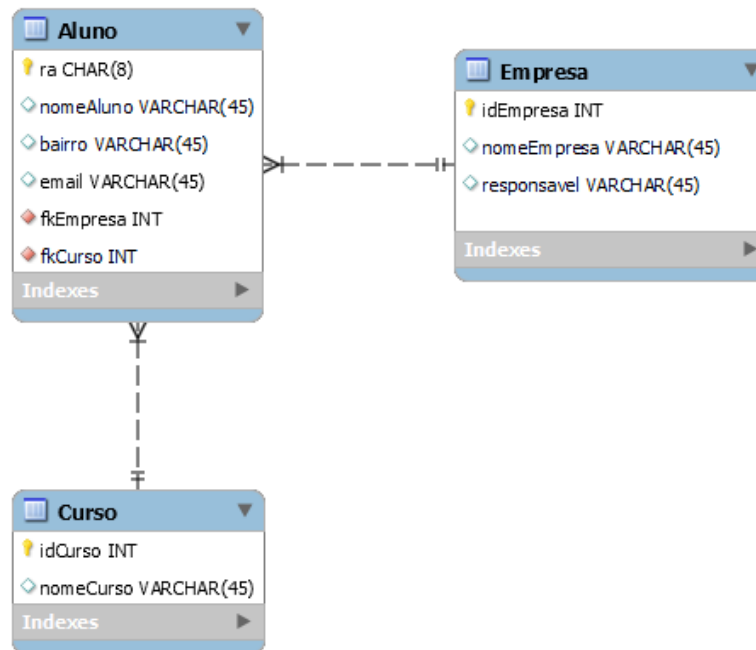 Aluno
ra CHAR(8)
nomeAluno VARCHAR(45)
bairro VARCHAR(45)
email VARCHAR(45)
fkEmpresa INT
fkCurso INT
Indexes
Empresa
idEmpresa INT
nomeEmpresa VARCHAR(45)
responsavel VARCHAR(45)
Indexes
Curso
idCurso INT
nomeCurso VARCHAR(45)
Indexes